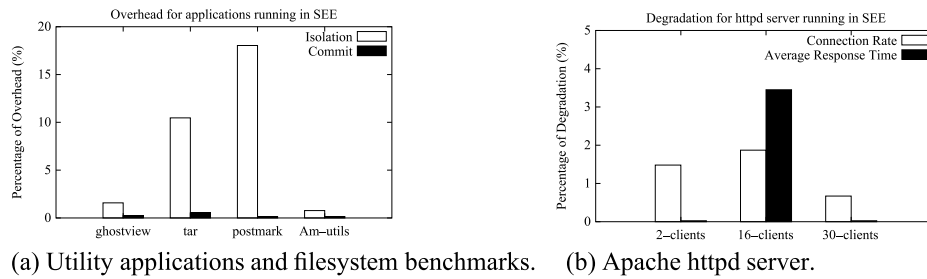 Overhead for applications running in SEE
Percentage of Overhead (%)
20
15
10
5
0
Isolation
Commit
ghostview tar postmark Am–utils
(a) Utility applications and filesystem benchmarks.
Degradation for httpd server running in SEE
Percentage of Degradation (%)
5
4
3
2
1
0
Connection Rate
Average Response Time
2–clients 16–clients 30–clients
(b) Apache httpd server.